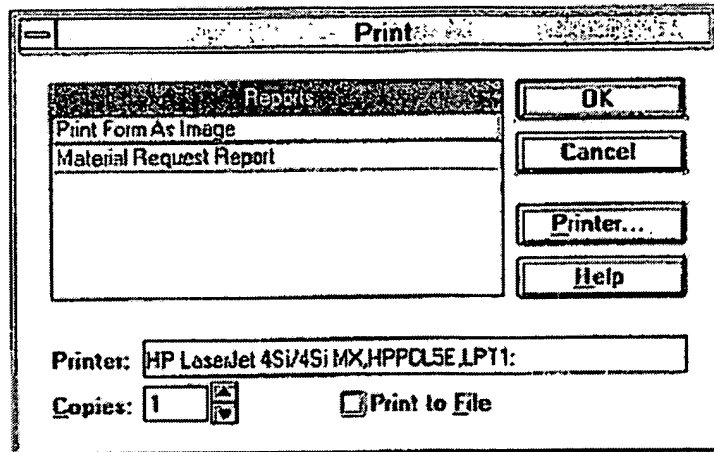 Print
Reports
Print Form As Image
Material Request Report
OK
Cancel
Printer...
Help
Printer: HP LaserJet 4Si/4Si MX,HPPCL5E,LPT1:
Copies: 1
Print to File